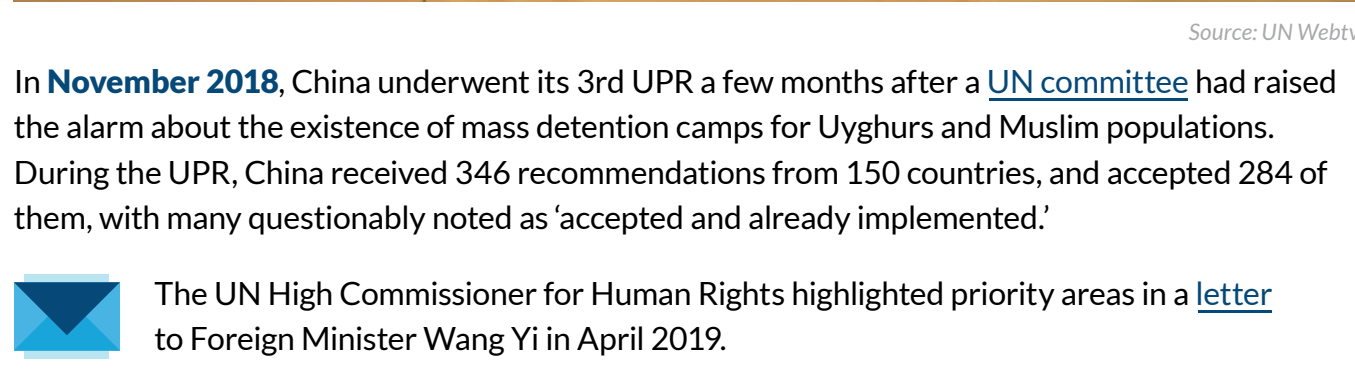 Source: UN Webtv
In November 2018, China underwent its 3rd UPR a few months after a UN committee had raised
the alarm about the existence of mass detention camps for Uyghurs and Muslim populations.
During the UPR, China received 346 recommendations from 150 countries, and accepted 284 of
them, with many questionably noted as ‘accepted and already implemented.’
The UN High Commissioner for Human Rights highlighted priority areas in a letter
to Foreign Minister Wang Yi in April 2019.